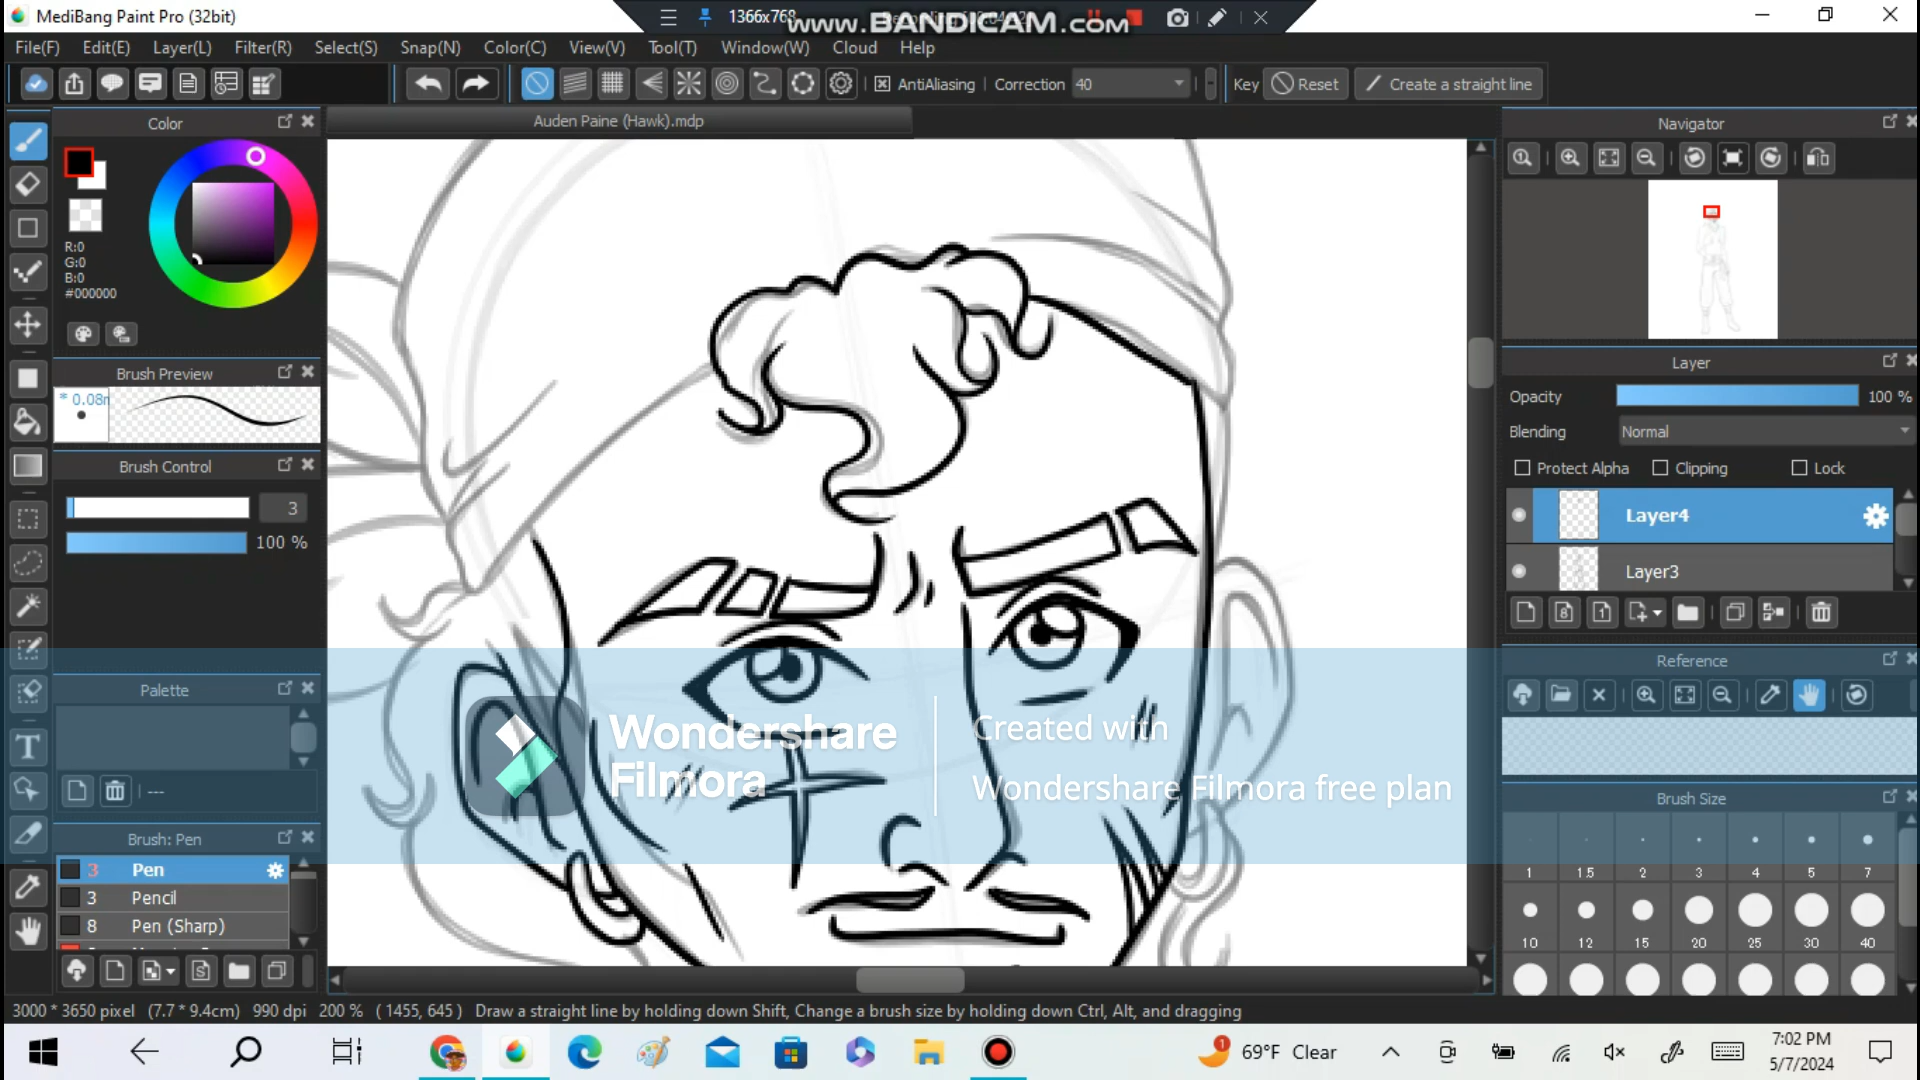 MediBang Paint Pro (32bit)
1366x768
www.BANDICAM.com
File(F) Edit(E) Layer(L) Filter(R) Select(S) Snap(N) Color(C) View(V) Tool(T) Window(W) Cloud Help
AntiAliasing Correction 40 Key Reset Create a straight line
Color
Auden Paine (Hawk).mdp
Navigator
R:0
G:0
B:0
#000000
Brush Preview
* 0.08m
Brush Control
3
100 %
Layer
Opacity 100 %
Blending Normal
Protect Alpha Clipping Lock
Layer4
Layer3
Reference
Palette
---
Wondershare
Filmora
Created with
Wondershare Filmora free plan
Brush Size
1 1.5 2 3 4 5 7
10 12 15 20 25 30 40
Brush: Pen
3 Pen
3 Pencil
8 Pen (Sharp)
3000 * 3650 pixel (7.7 * 9.4cm) 990 dpi 200 % ( 1455, 645 ) Draw a straight line by holding down Shift, Change a brush size by holding down Ctrl, Alt, and dragging
1
69°F Clear
7:02 PM
5/7/2024